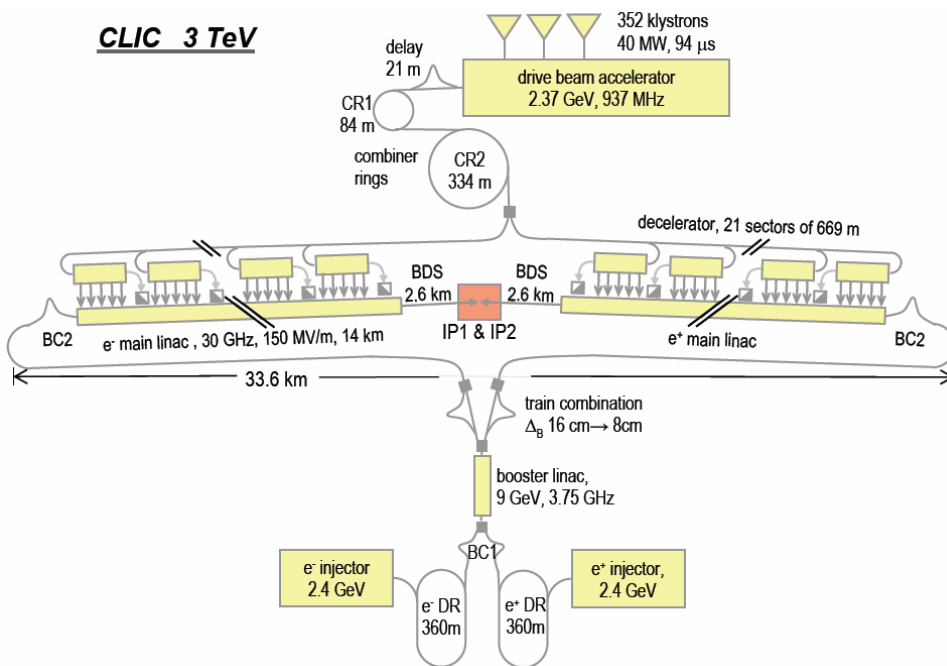 CLIC 3 TeV
352 klystrons
40 MW, 94 μs
delay
21 m
drive beam accelerator
2.37 GeV, 937 MHz
CR1
84 m
combiner
rings
CR2
334 m
decelerator, 21 sectors of 669 m
BDS
2.6 km
BDS
2.6 km
IP1 & IP2
BC2
e- main linac , 30 GHz, 150 MV/m, 14 km
e+ main linac
BC2
33.6 km
train combination
ΔB 16 cm→ 8cm
booster linac,
9 GeV, 3.75 GHz
BC1
e- injector
2.4 GeV
e+ injector,
2.4 GeV
e- DR
360m
e+ DR
360m